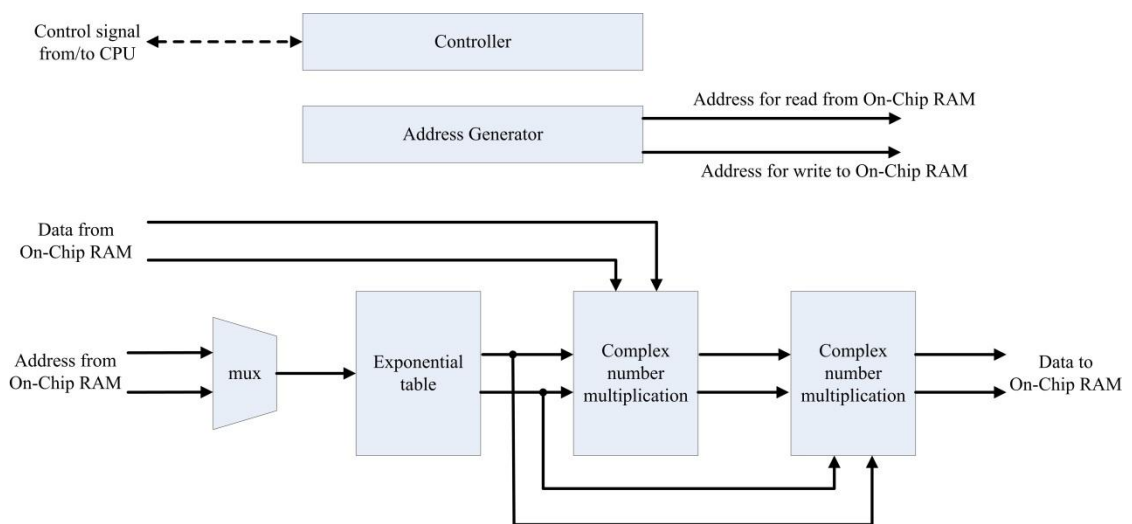 Control signal
from/to CPU
Controller
Address for read from On-Chip RAM
Address Generator
Address for write to On-Chip RAM
Data from
On-Chip RAM
Address from
On-Chip RAM
mux
Exponential
table
Complex
number
multiplication
Complex
number
multiplication
Data to
On-Chip RAM